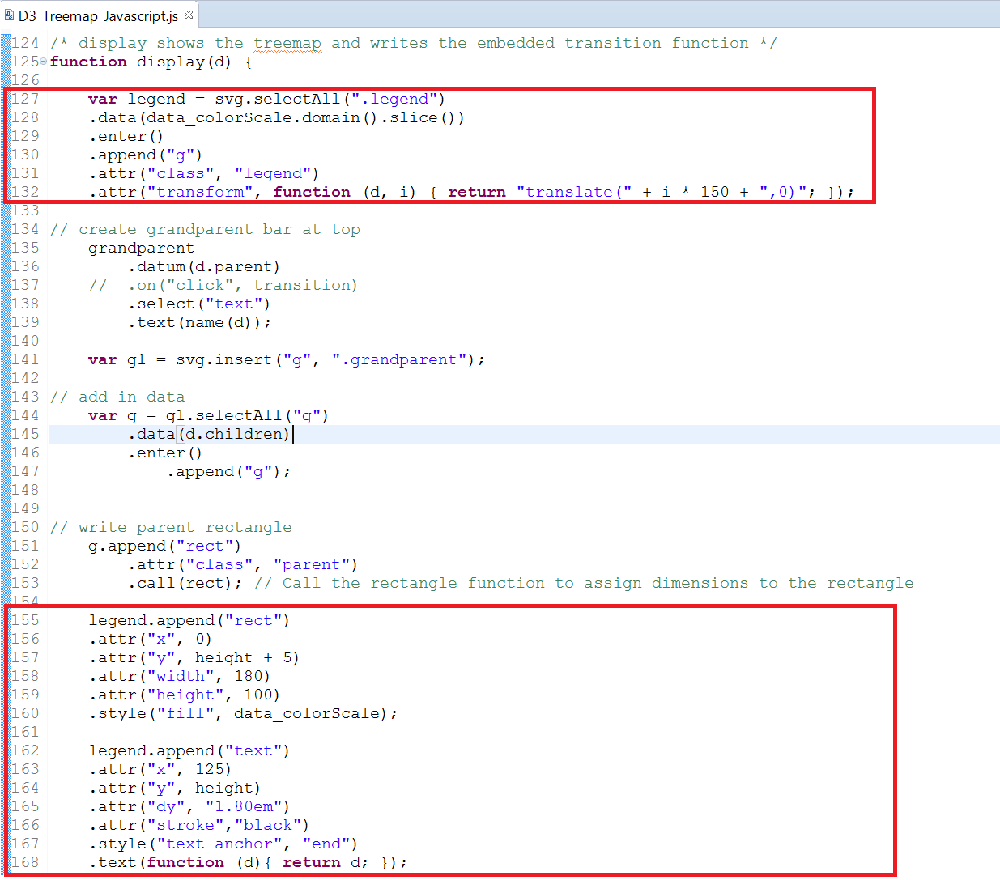 D3_Treemap_Javascript.js
124 /* display shows the treemap and writes the embedded transition function */
125 function display(d) {
126
127     var legend = svg.selectAll(".legend")
128     .data(data_colorScale.domain().slice())
129     .enter()
130     .append("g")
131     .attr("class", "legend")
132     .attr("transform", function (d, i) { return "translate(" + i * 150 + ",0)"; });
133
134 // create grandparent bar at top
135     grandparent
136         .datum(d.parent)
137     //  .on("click", transition)
138         .select("text")
139         .text(name(d));
140
141     var g1 = svg.insert("g", ".grandparent");
142
143 // add in data
144     var g = g1.selectAll("g")
145         .data(d.children)
146         .enter()
147             .append("g");
148
149
150 // write parent rectangle
151     g.append("rect")
152         .attr("class", "parent")
153         .call(rect); // Call the rectangle function to assign dimensions to the rectangle
154
155     legend.append("rect")
156     .attr("x", 0)
157     .attr("y", height + 5)
158     .attr("width", 180)
159     .attr("height", 100)
160     .style("fill", data_colorScale);
161
162     legend.append("text")
163     .attr("x", 125)
164     .attr("y", height)
165     .attr("dy", "1.80em")
166     .attr("stroke","black")
167     .style("text-anchor", "end")
168     .text(function (d){ return d; });